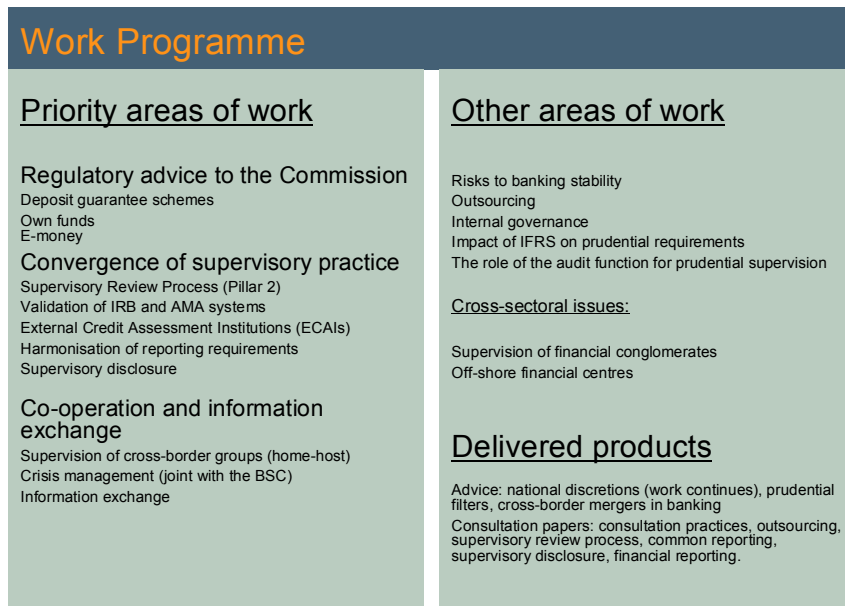 Work Programme
Priority areas of work
Regulatory advice to the Commission
Deposit guarantee schemes
Own funds
E-money
Convergence of supervisory practice
Supervisory Review Process (Pillar 2)
Validation of IRB and AMA systems
External Credit Assessment Institutions (ECAIs)
Harmonisation of reporting requirements
Supervisory disclosure
Co-operation and information
exchange
Supervision of cross-border groups (home-host)
Crisis management (joint with the BSC)
Information exchange
Other areas of work
Risks to banking stability
Outsourcing
Internal governance
Impact of IFRS on prudential requirements
The role of the audit function for prudential supervision
Cross-sectoral issues:
Supervision of financial conglomerates
Off-shore financial centres
Delivered products
Advice: national discretions (work continues), prudential
filters, cross-border mergers in banking
Consultation papers: consultation practices, outsourcing,
supervisory review process, common reporting,
supervisory disclosure, financial reporting.